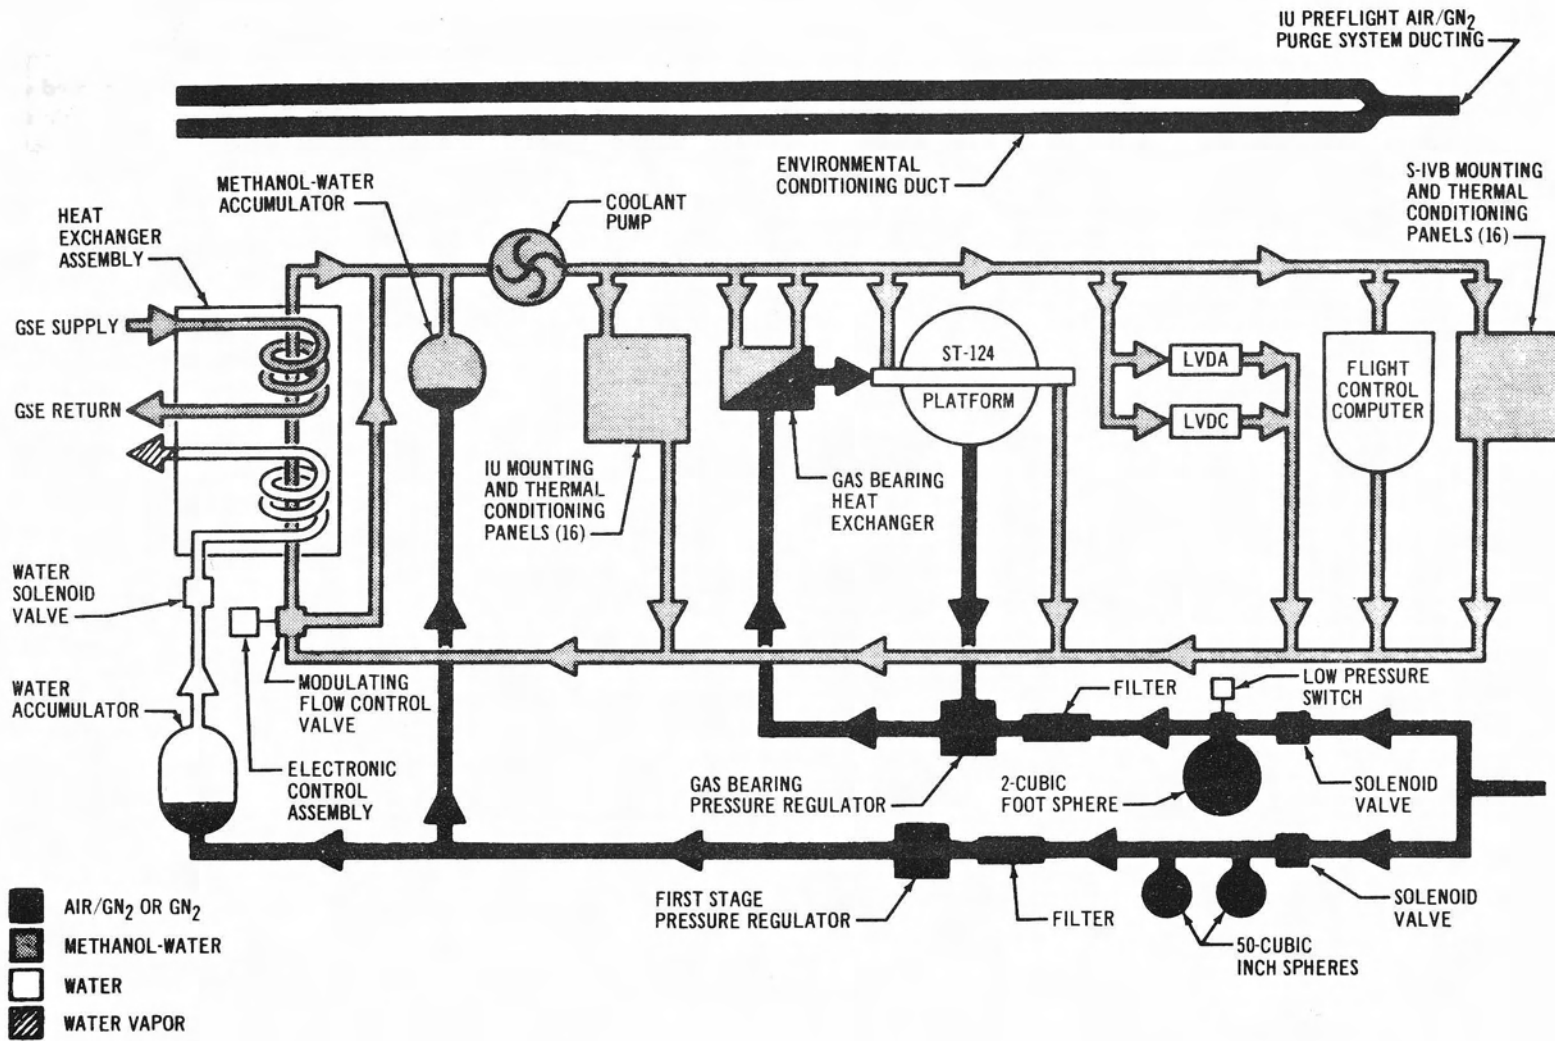 IU PREFLIGHT AIR/GN2
PURGE SYSTEM DUCTING
ENVIRONMENTAL
CONDITIONING DUCT
S-IVB MOUNTING
AND THERMAL
CONDITIONING
PANELS (16)
METHANOL-WATER
ACCUMULATOR
COOLANT
PUMP
HEAT
EXCHANGER
ASSEMBLY
GSE SUPPLY
GSE RETURN
ST-124
PLATFORM
LVDA
LVDC
FLIGHT
CONTROL
COMPUTER
IU MOUNTING
AND THERMAL
CONDITIONING
PANELS (16)
GAS BEARING
HEAT
EXCHANGER
WATER
SOLENOID
VALVE
WATER
ACCUMULATOR
MODULATING
FLOW CONTROL
VALVE
ELECTRONIC
CONTROL
ASSEMBLY
FILTER
LOW PRESSURE
SWITCH
GAS BEARING
PRESSURE REGULATOR
2-CUBIC
FOOT SPHERE
SOLENOID
VALVE
FIRST STAGE
PRESSURE REGULATOR
FILTER
50-CUBIC
INCH SPHERES
SOLENOID
VALVE
AIR/GN2 OR GN2
METHANOL-WATER
WATER
WATER VAPOR